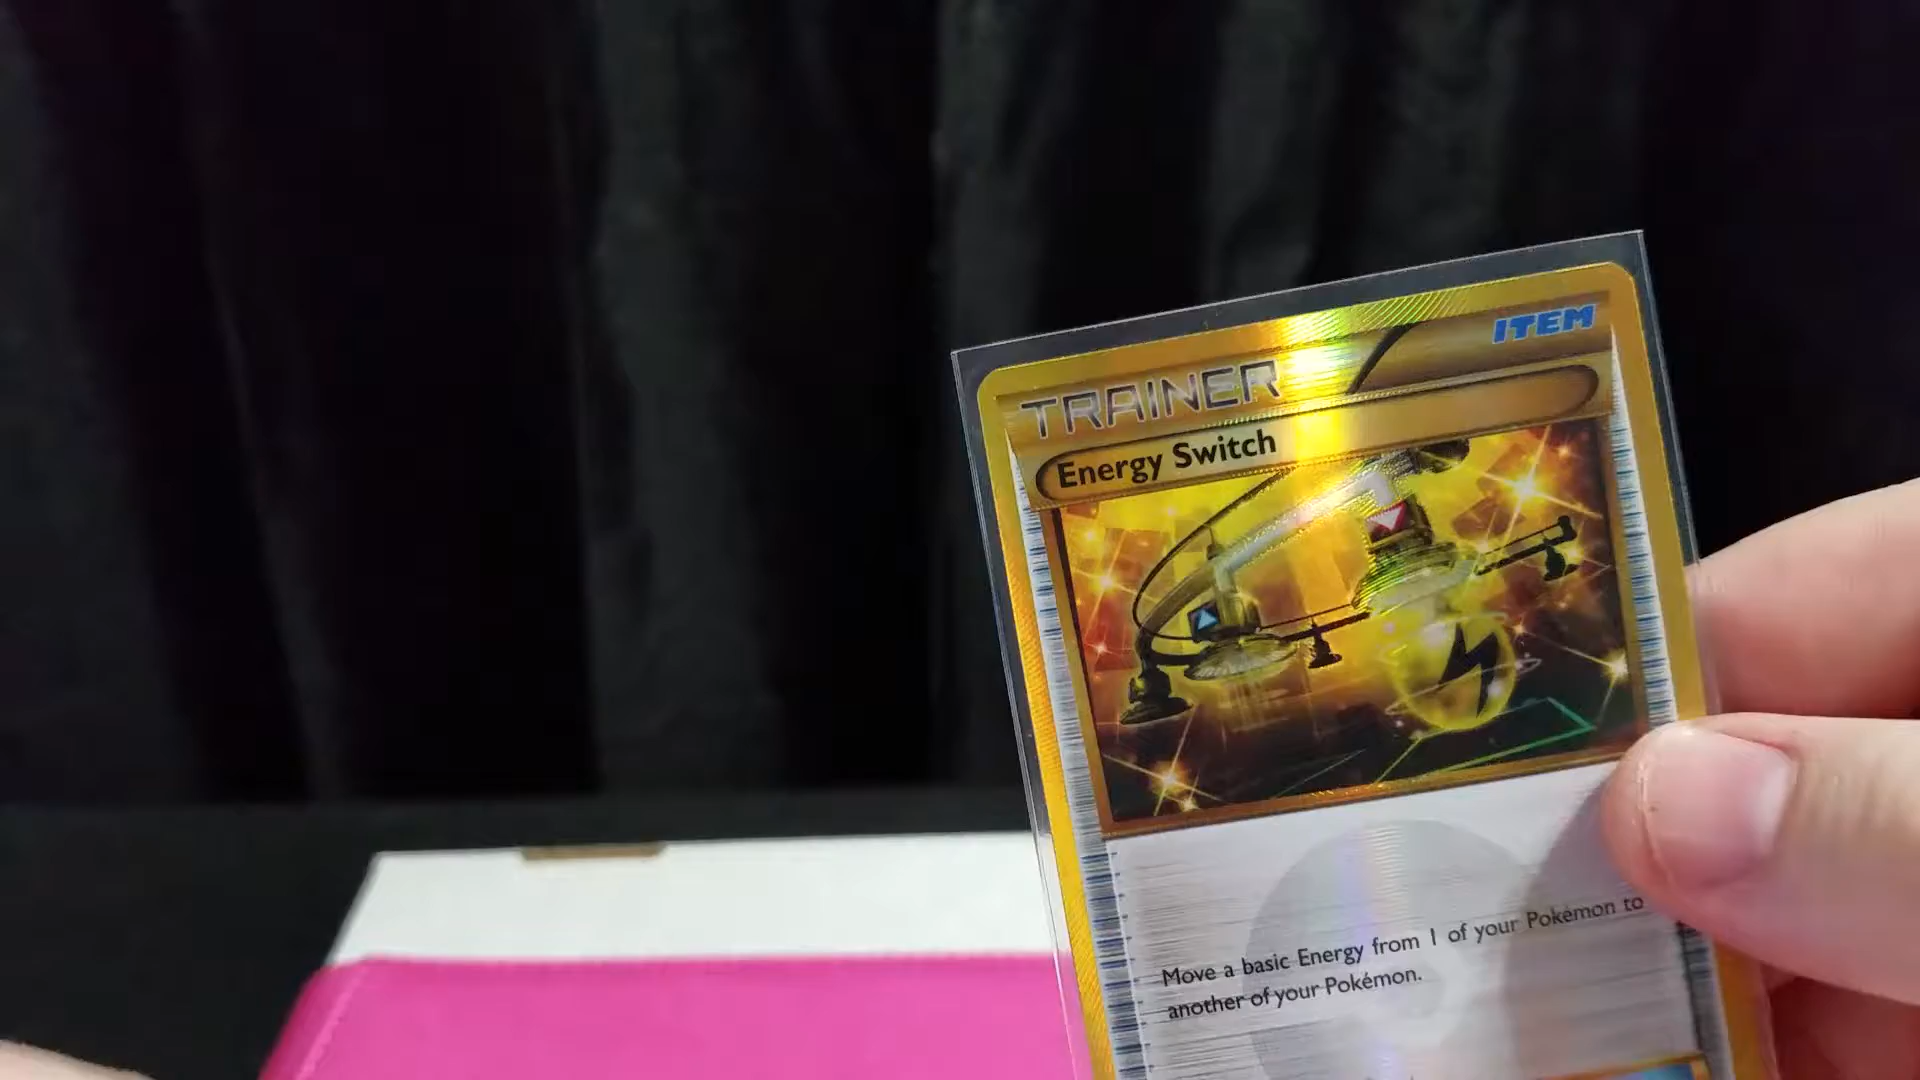 ITEM
TRAINER
Energy Switch
Move a basic Energy from 1 of your Pokémon to
another of your Pokémon.